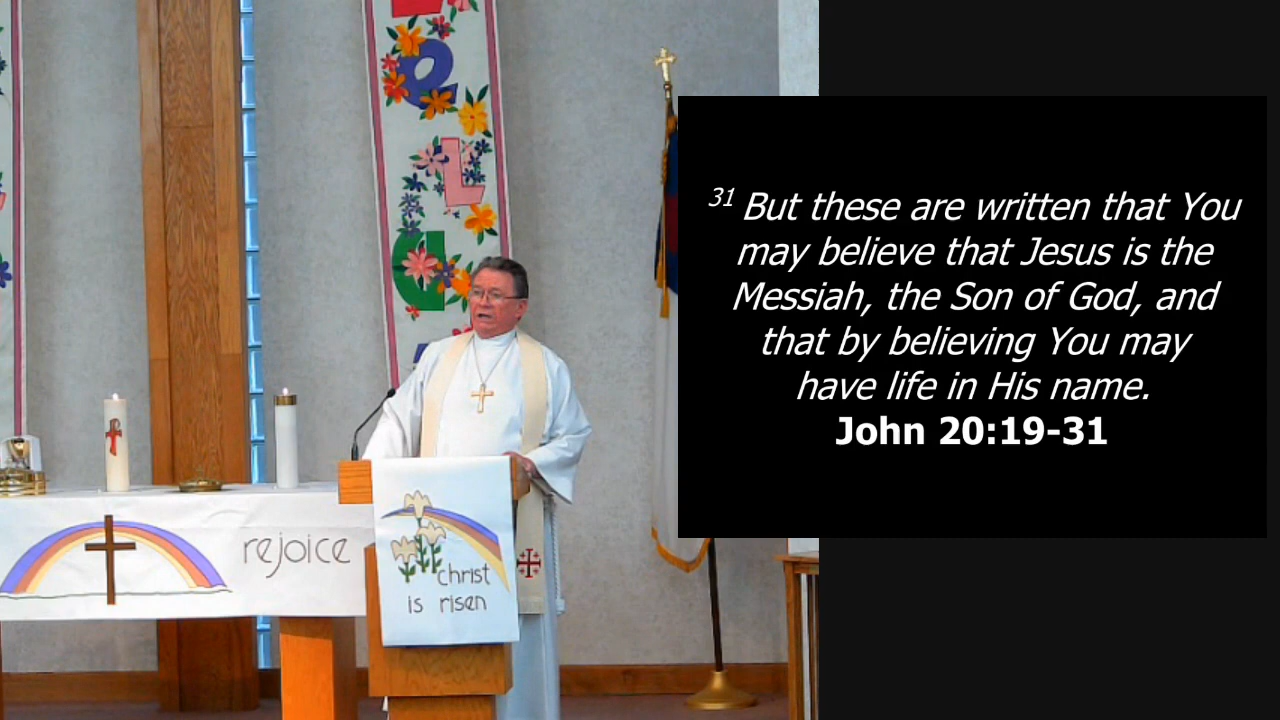 e
L
rejoice
christ
is risen
31 But these are written that You
may believe that Jesus is the
Messiah, the Son of God, and
that by believing You may
have life in His name.
John 20:19-31